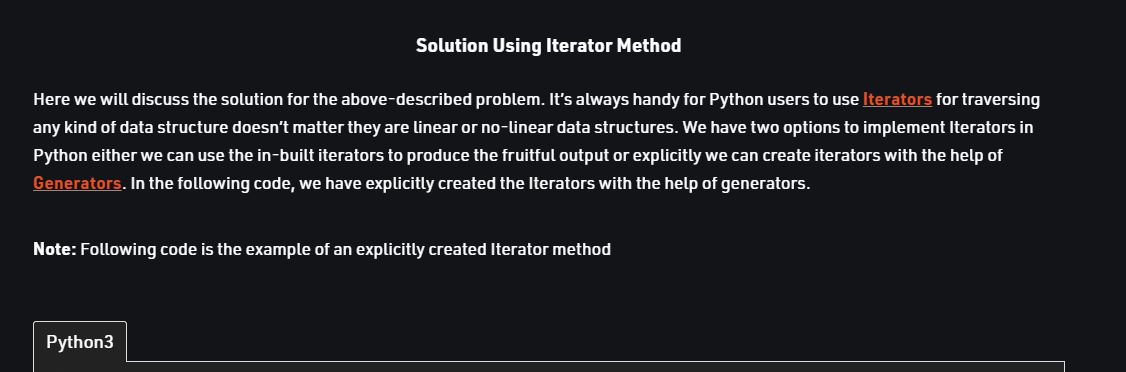 Solution Using Iterator Method
Here we will discuss the solution for the above-described problem. It's always handy for Python users to use Iterators for traversing
any kind of data structure doesn't matter they are linear or no-linear data structures. We have two options to implement Iterators in
Python either we can use the in-built iterators to produce the fruitful output or explicitly we can create iterators with the help of
Generators. In the following code, we have explicitly created the Iterators with the help of generators.
Note: Following code is the example of an explicitly created Iterator method
Python3